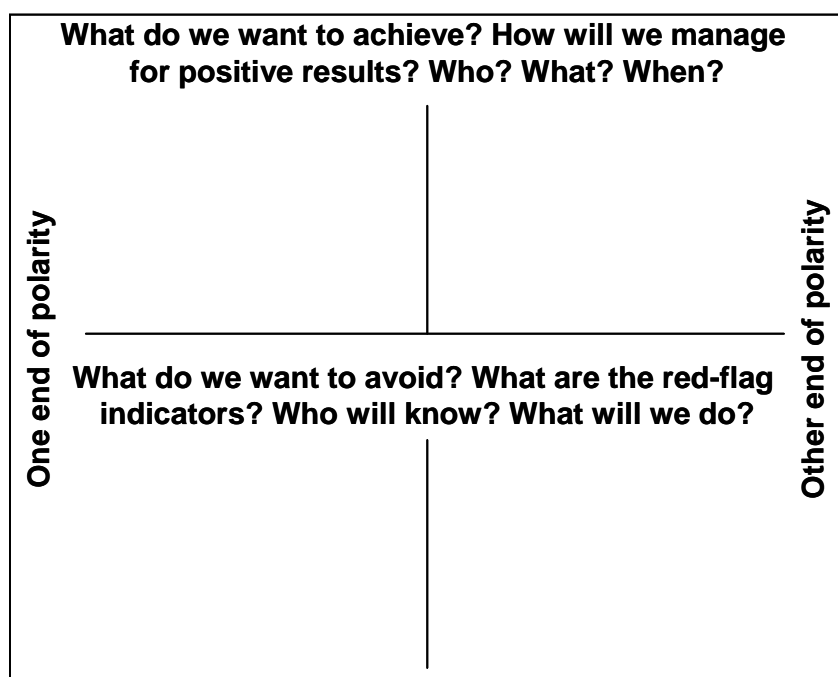 What do we want to achieve? How will we manage
for positive results? Who? What? When?
One end of polarity
Other end of polarity
What do we want to avoid? What are the red-flag
indicators? Who will know? What will we do?